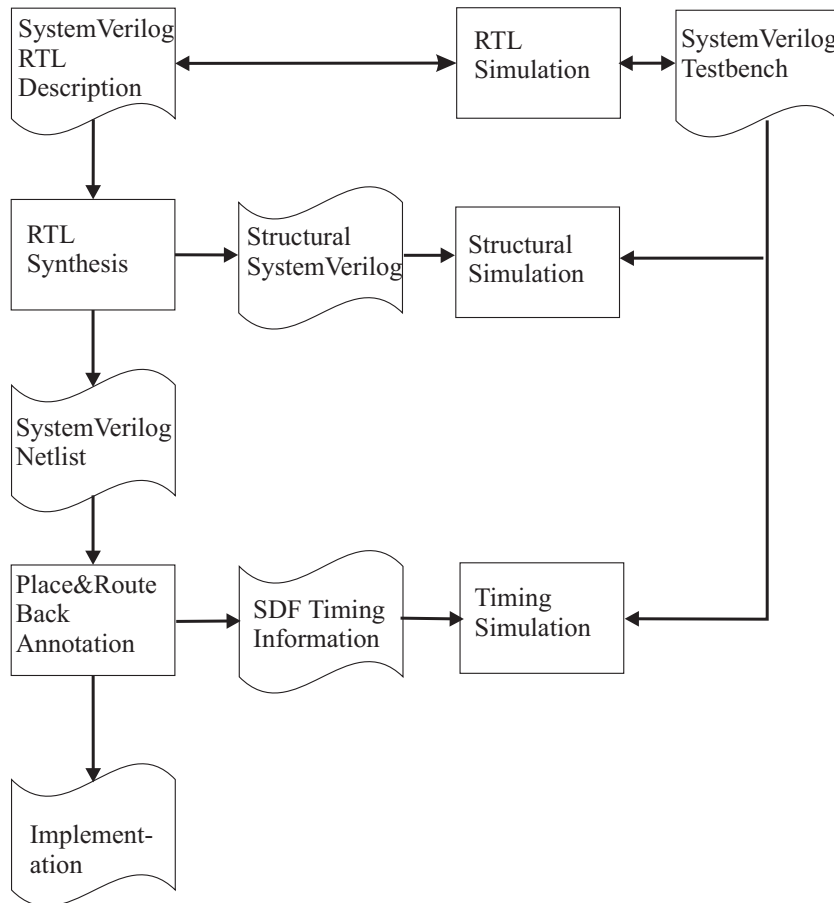 SystemVerilog
RTL
Description
RTL
Simulation
SystemVerilog
Testbench
RTL
Synthesis
Structural
SystemVerilog
Structural
Simulation
SystemVerilog
Netlist
Place&Route
Back
Annotation
SDF Timing
Information
Timing
Simulation
Implement-
ation